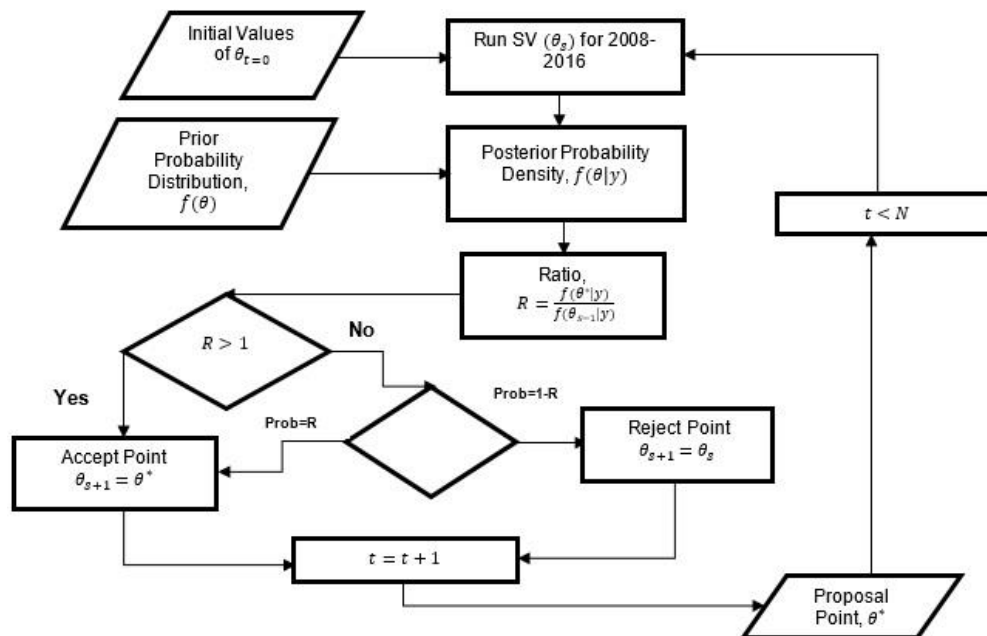 Initial Values
of θ_{t=0}
Run SV (θ_s) for 2008-
2016
Prior
Probability
Distribution,
f(θ)
Posterior Probability
Density, f(θ|y)
t < N
Ratio,
R = f(θ*|y) / f(θ_{s-1}|y)
R > 1
No
Yes
Prob=R
Prob=1-R
Accept Point
θ_{s+1} = θ*
Reject Point
θ_{s+1} = θ_s
t = t + 1
Proposal
Point, θ*